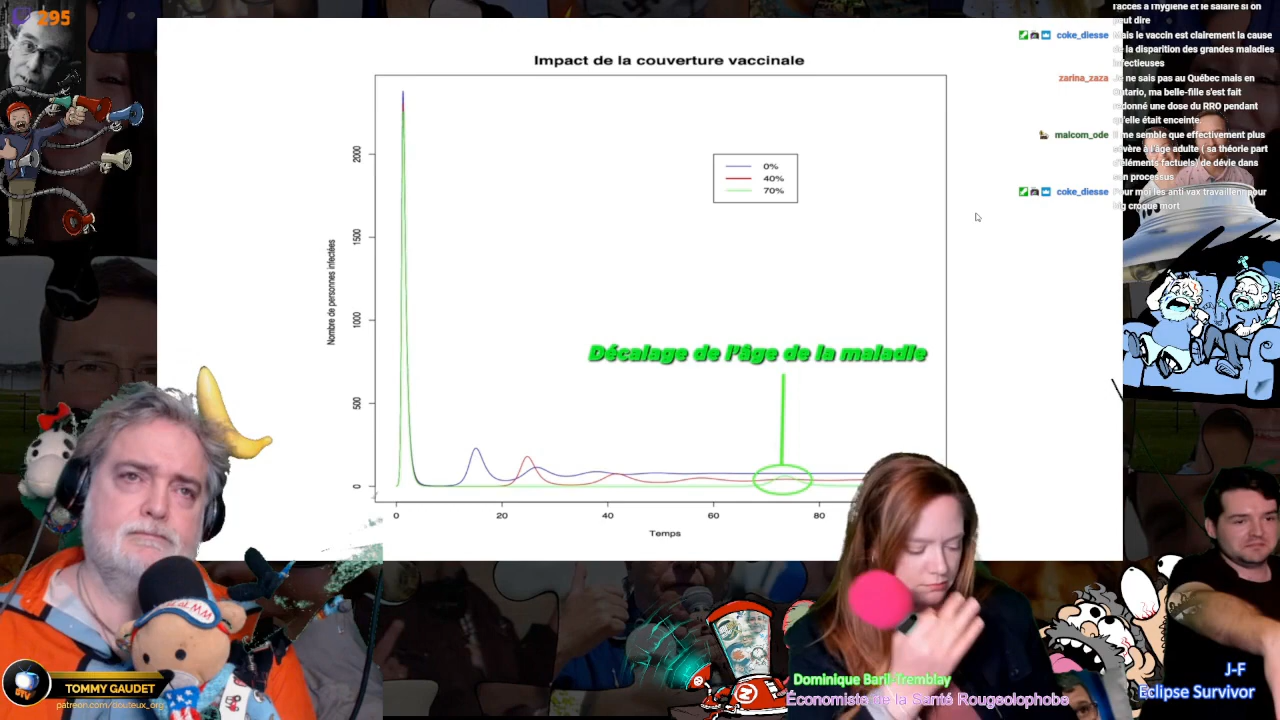 295
Impact de la couverture vaccinale
0%
40%
70%
Nombre de personnes infectées
2000
1500
1000
500
0
Décalage de l'âge de la maladie
0
20
40
60
80
Temps
l'accès à l'hygiène et le salaire si on
peut dire
coke_diesse Mais le vaccin est clairement la cause
de la disparition des grandes maladies
infectieuses
zarina_zaza Je ne sais pas au Québec mais en
Ontario, ma belle-fille s'est fait
redonné une dose du RRO pendant
qu'elle était enceinte.
malcom_ode Il me semble que effectivement plus
sévère à l'âge adulte ( sa théorie part
d'éléments factuels) de dévie dans
son processus
coke_diesse Pour moi les anti vax travaillent pour
big croque mort
DTV
TOMMY GAUDET
patreon.com/douteux_org
Dominique Baril-Tremblay
Économiste de la Santé Rougeolophobe
J-F
Eclipse Survivor